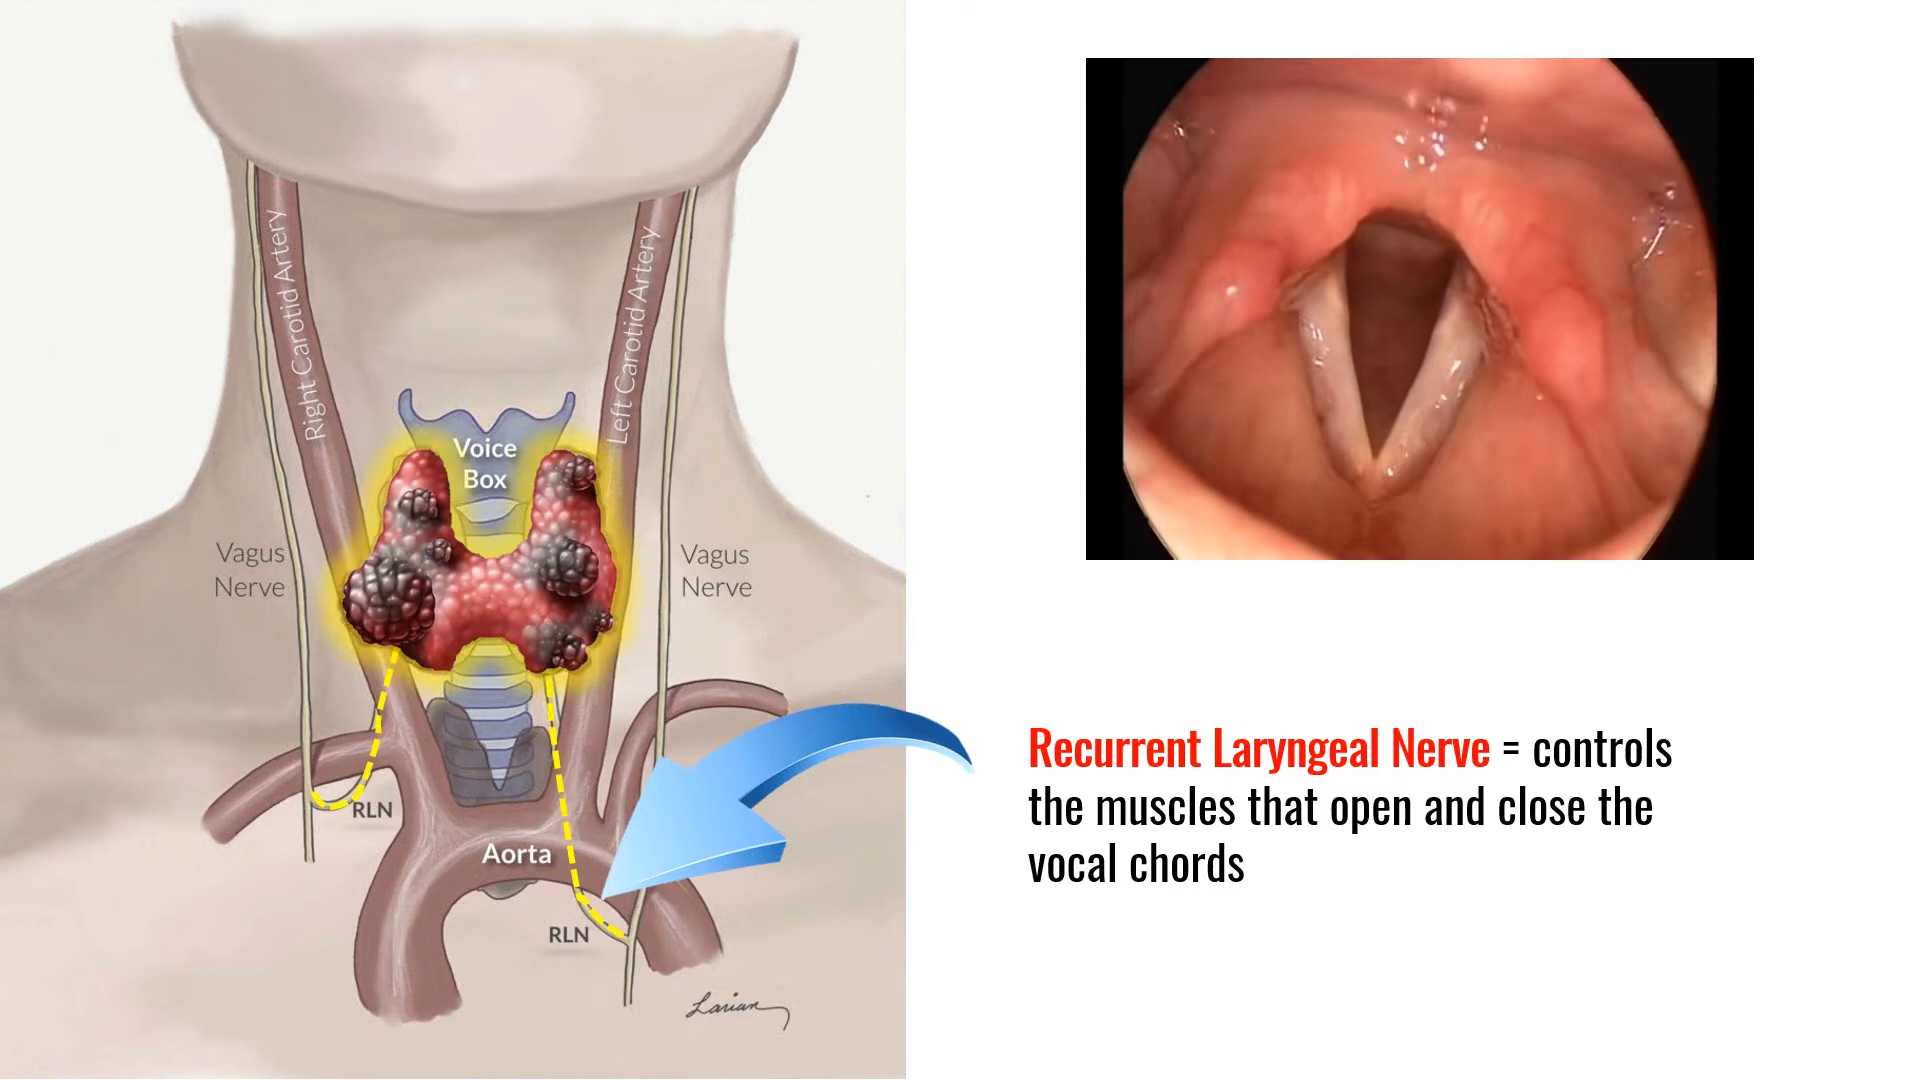 Right Carotid Artery
Left Carotid Artery
Voice
Box
Vagus
Nerve
Vagus
Nerve
RLN
Aorta
RLN
Larian
Recurrent Laryngeal Nerve = controls
the muscles that open and close the
vocal chords